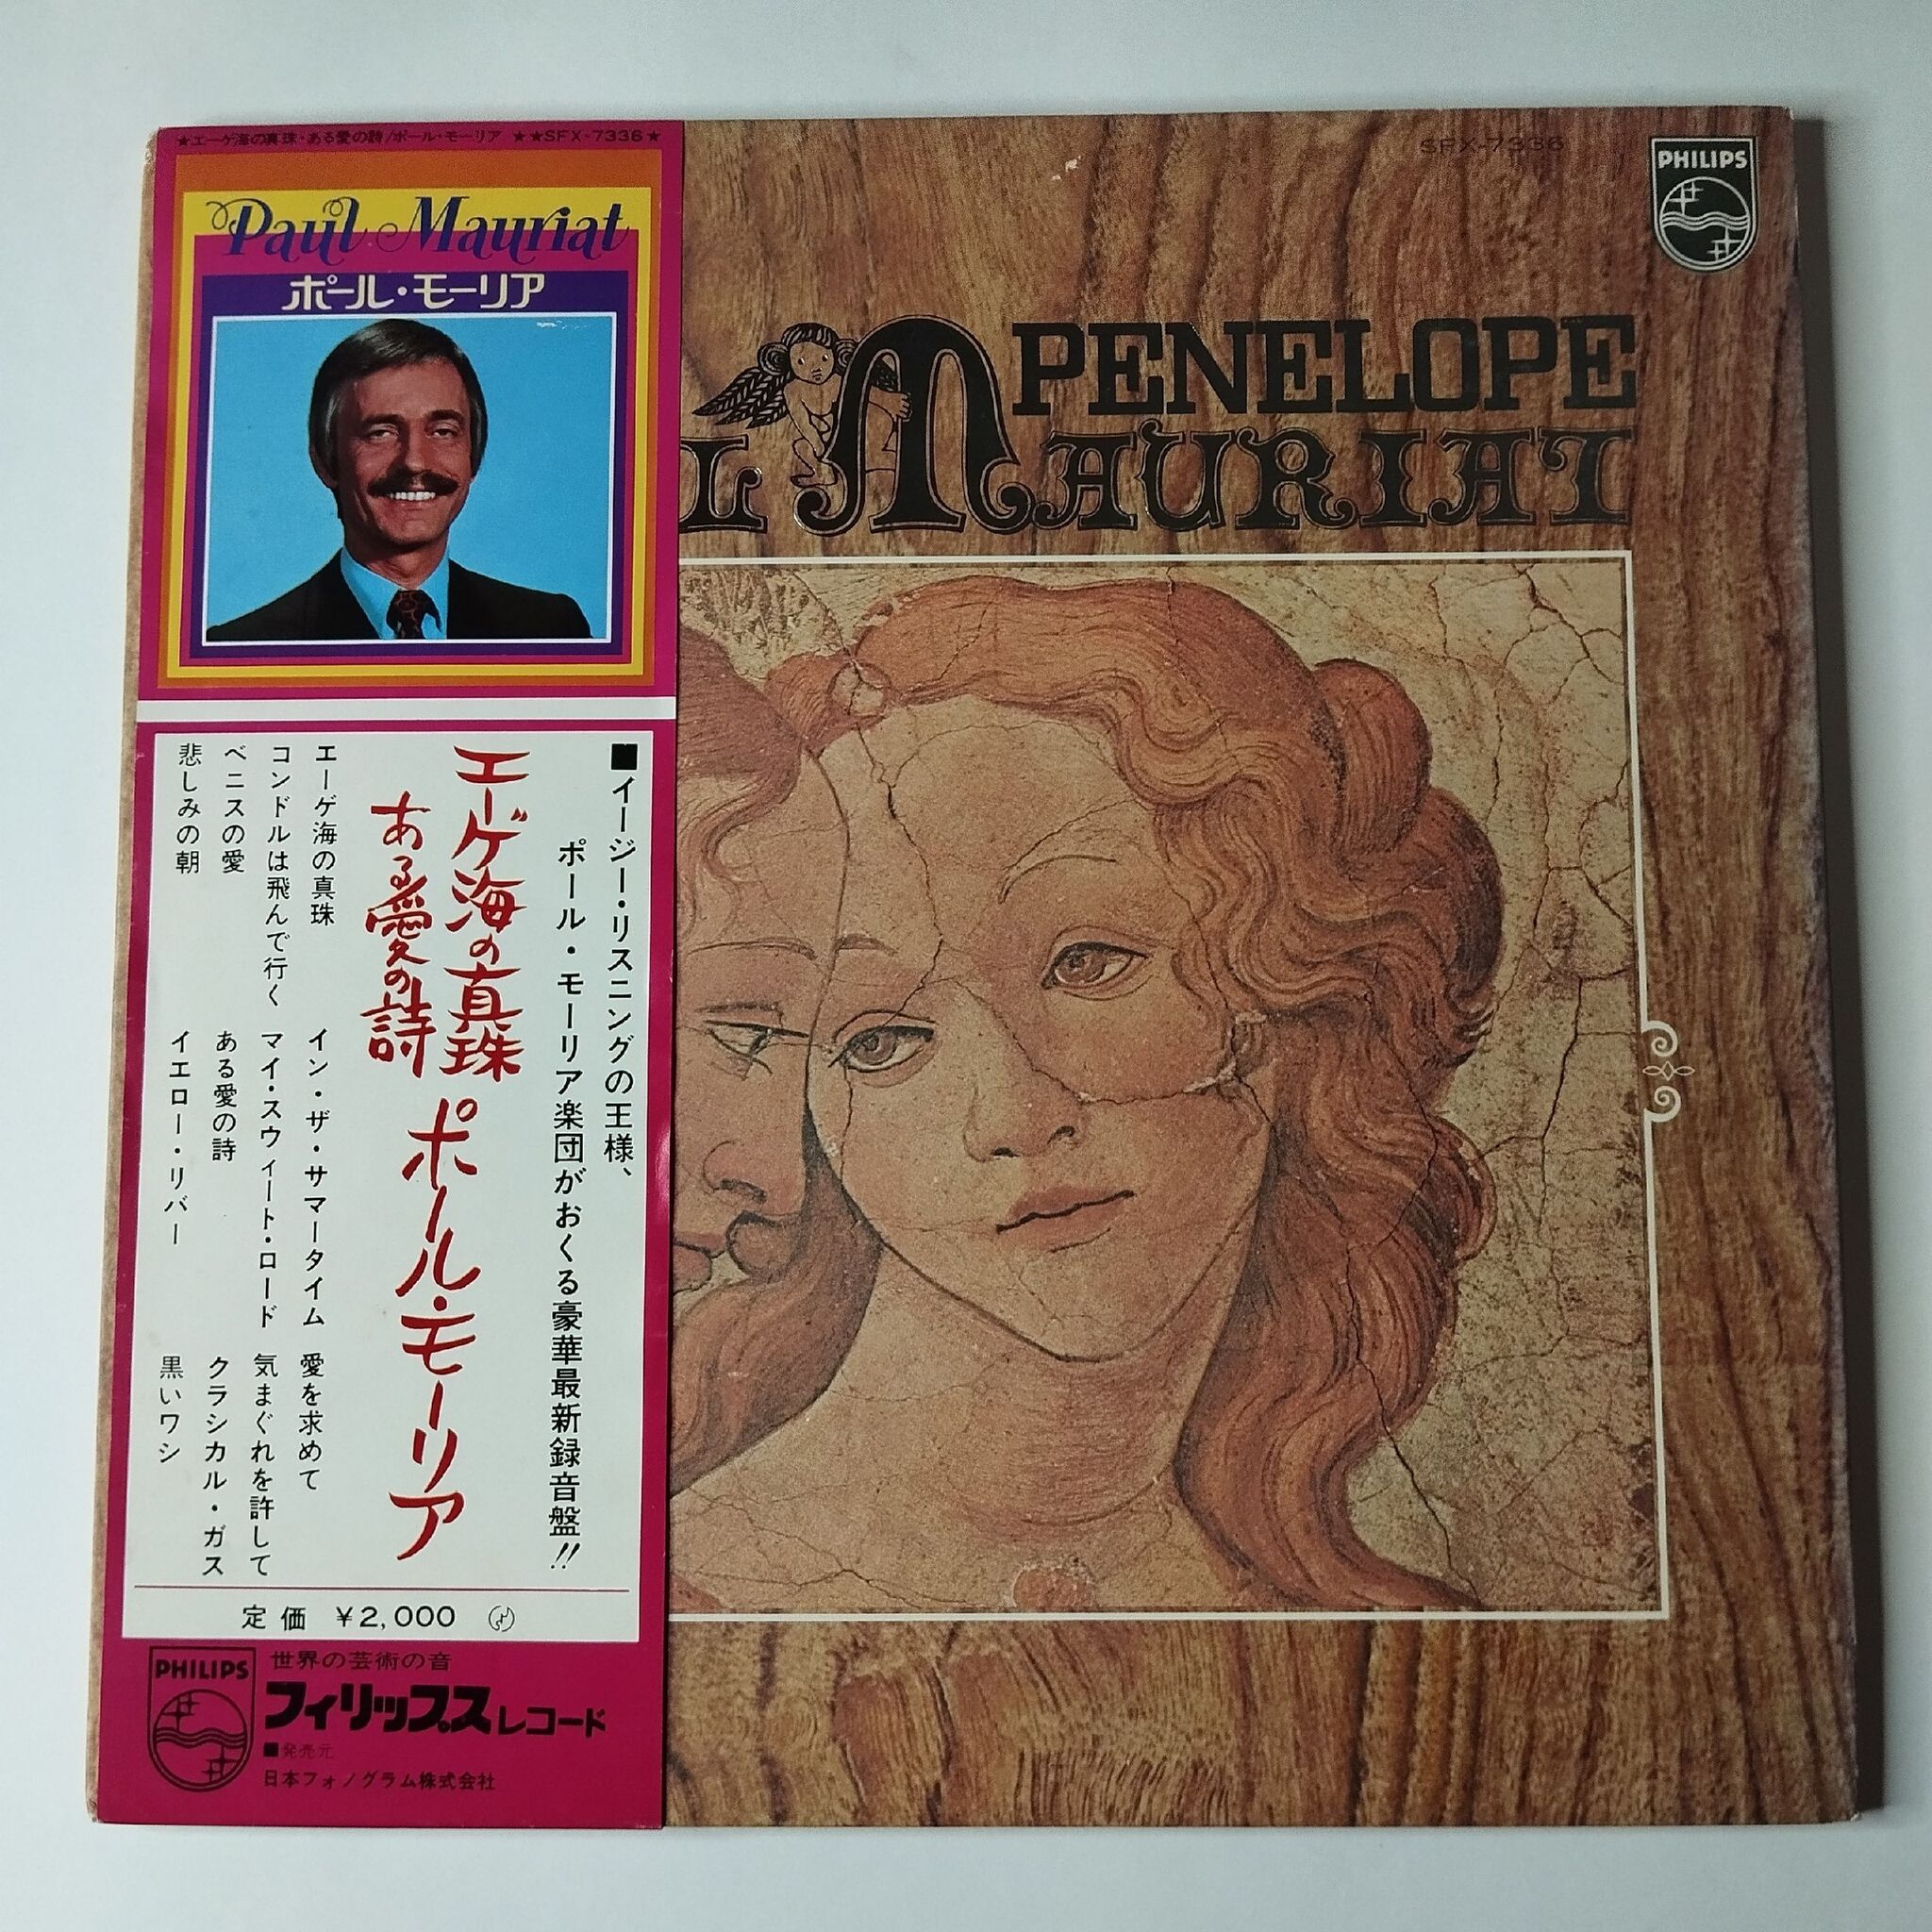 ★エーゲ海の真珠・ある愛の詩/ポール・モーリア ★★SFX-7336★
Paul Mauriat
ポール・モーリア
■イージー・リスニングの王様、
ポール・モーリア楽団がおくる豪華最新録音盤!!
エーゲ海の真珠
ある愛の詩
ポール・モーリア
エーゲ海の真珠
コンドルは飛んで行く
ベニスの愛
悲しみの朝
イン・ザ・サマータイム
マイ・スウィート・ロード
ある愛の詩
イエロー・リバー
愛を求めて
気まぐれを許して
クラシカル・ガス
黒いワシ
定価 ¥2,000
PHILIPS
世界の芸術の音
フィリップスレコード
■発売元
日本フォノグラム株式会社
SFX-7336
PHILIPS
PENELOPE
L MAURIAT